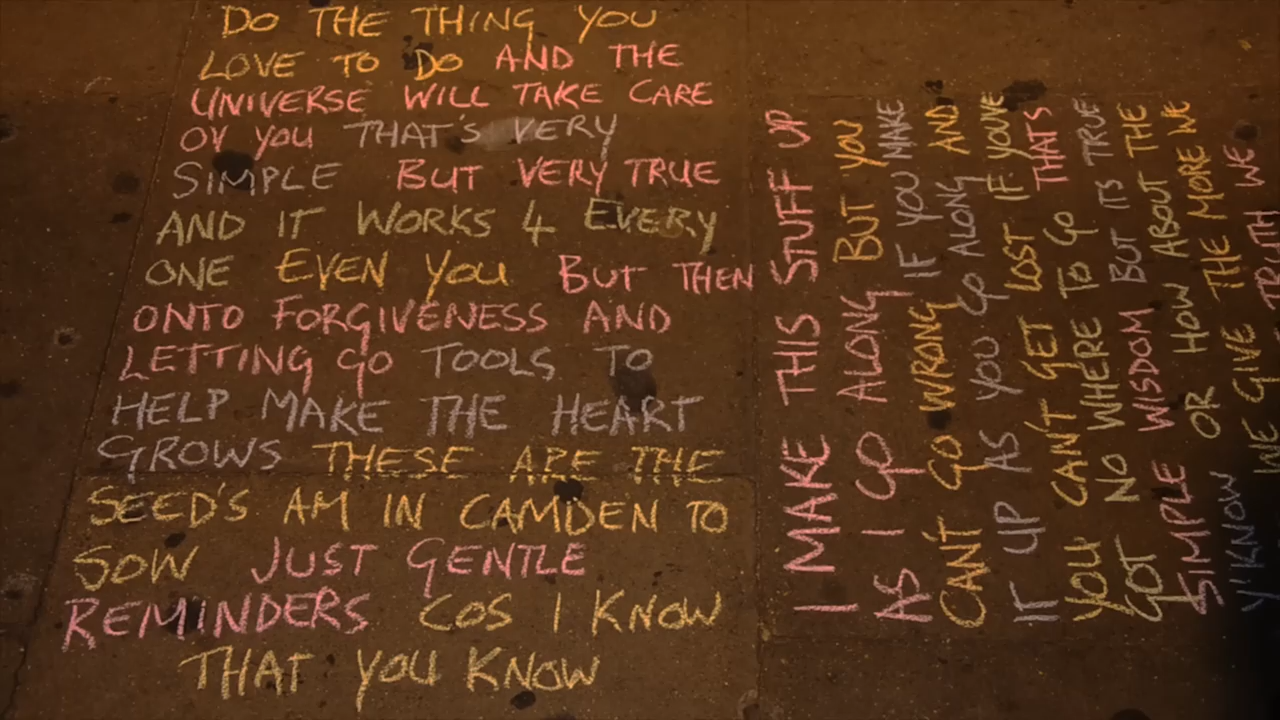 DO THE THING YOU
LOVE TO DO AND THE
UNIVERSE WILL TAKE CARE
OV YOU THAT'S VERY
SIMPLE BUT VERY TRUE
AND IT WORKS 4 EVERY
ONE EVEN YOU BUT THEN
ONTO FORGIVENESS AND
LETTING GO TOOLS TO
HELP MAKE THE HEART
GROWS THESE ARE THE
SEED'S AM IN CAMDEN TO
SOW JUST GENTLE
REMINDERS COS I KNOW
THAT YOU KNOW
I MAKE THIS STUFF UP
AS I GO ALONG BUT YOU
CAN'T GO WRONG IF YOU MAKE
IT UP AS YOU GO ALONG AND
YOU CAN'T GET LOST IF YOUVE
GOT NO WHERE TO GO THAT'S
SIMPLE WISDOM BUT ITS TRUE
Y'KNOW OR HOW ABOUT THE
WE GIVE THE MORE WE
TRUTH WE